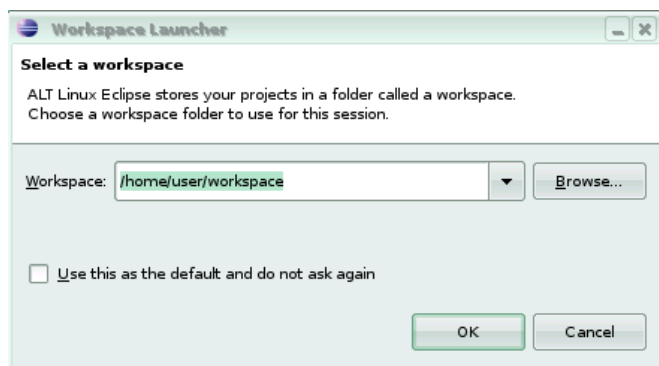 Workspace Launcher
Select a workspace
ALT Linux Eclipse stores your projects in a folder called a workspace.
Choose a workspace folder to use for this session.
Workspace: /home/user/workspace Browse...
Use this as the default and do not ask again
OK Cancel